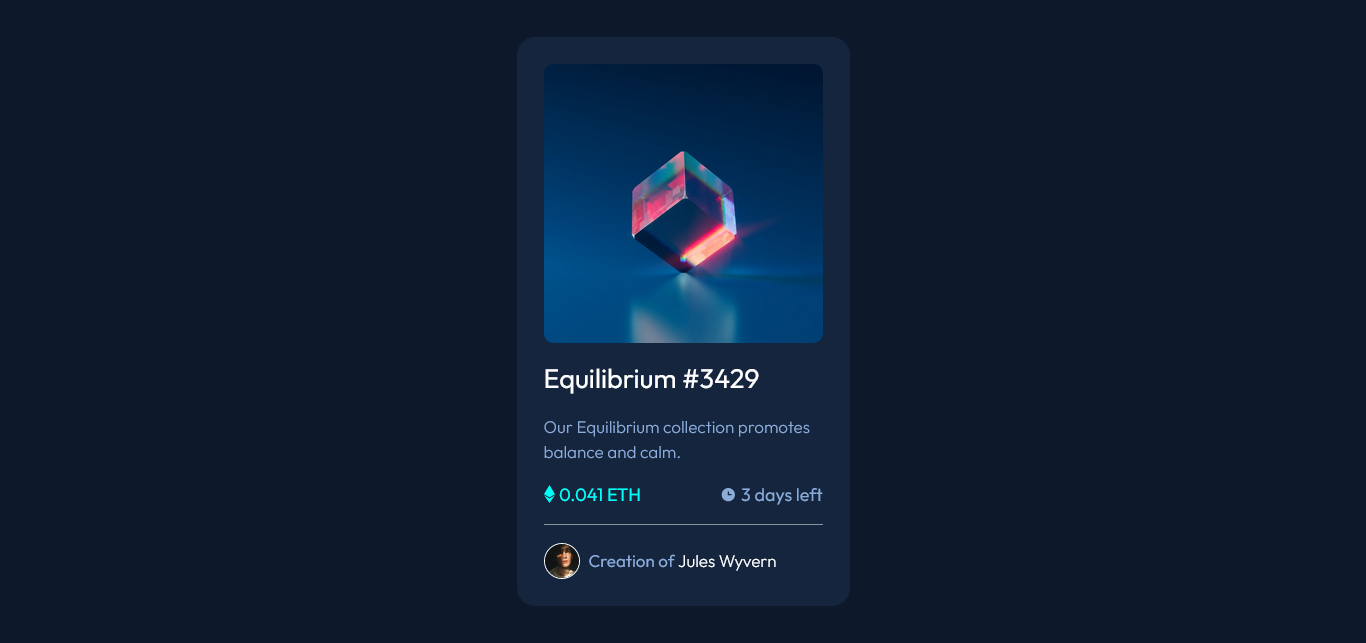 Equilibrium #3429
Our Equilibrium collection promotes
balance and calm.
0.041 ETH 3 days left
Creation of Jules Wyvern